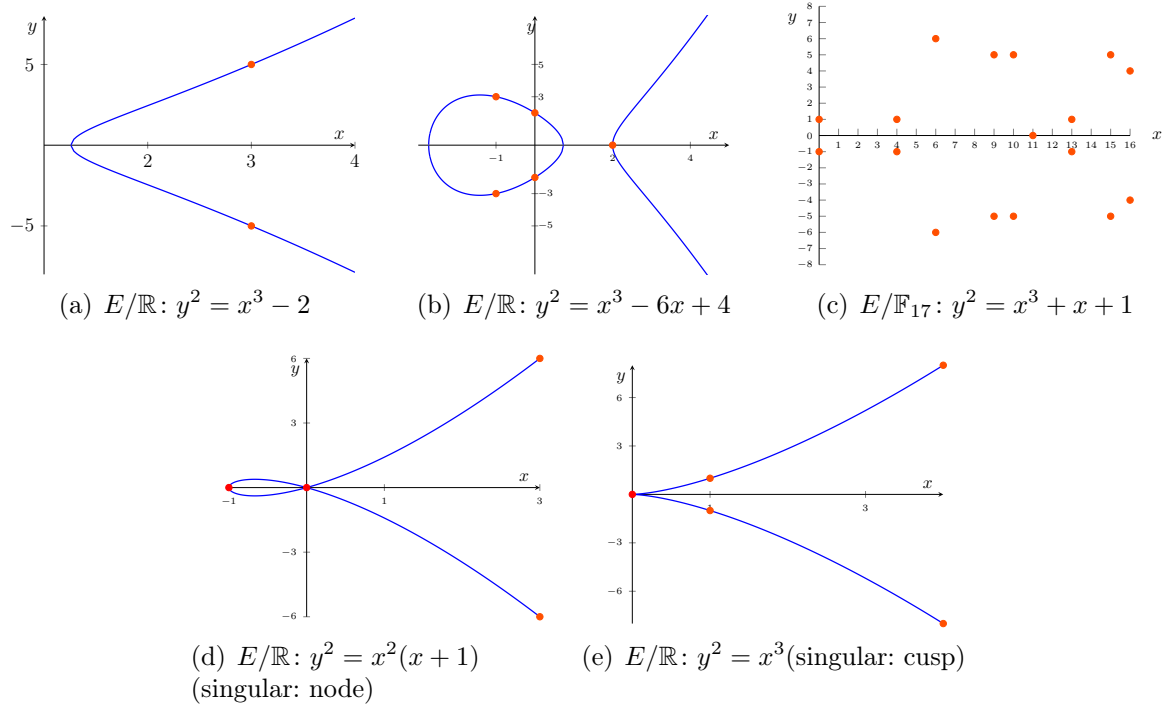 y
5
x
2
3
4
−5
(a) E/ℝ: y² = x³ − 2
y
5
3
x
−1
2
4
−3
−5
(b) E/ℝ: y² = x³ − 6x + 4
8
y
7
6
5
4
3
2
1
0
x
1 2 3 4 5 6 7 8 9 10 11 12 13 14 15 16
−1
−2
−3
−4
−5
−6
−7
−8
(c) E/𝔽₁₇: y² = x³ + x + 1
6
y
3
x
−1
1
3
−3
−6
(d) E/ℝ: y² = x²(x + 1)
(singular: node)
y
6
3
x
1
3
−3
−6
(e) E/ℝ: y² = x³(singular: cusp)